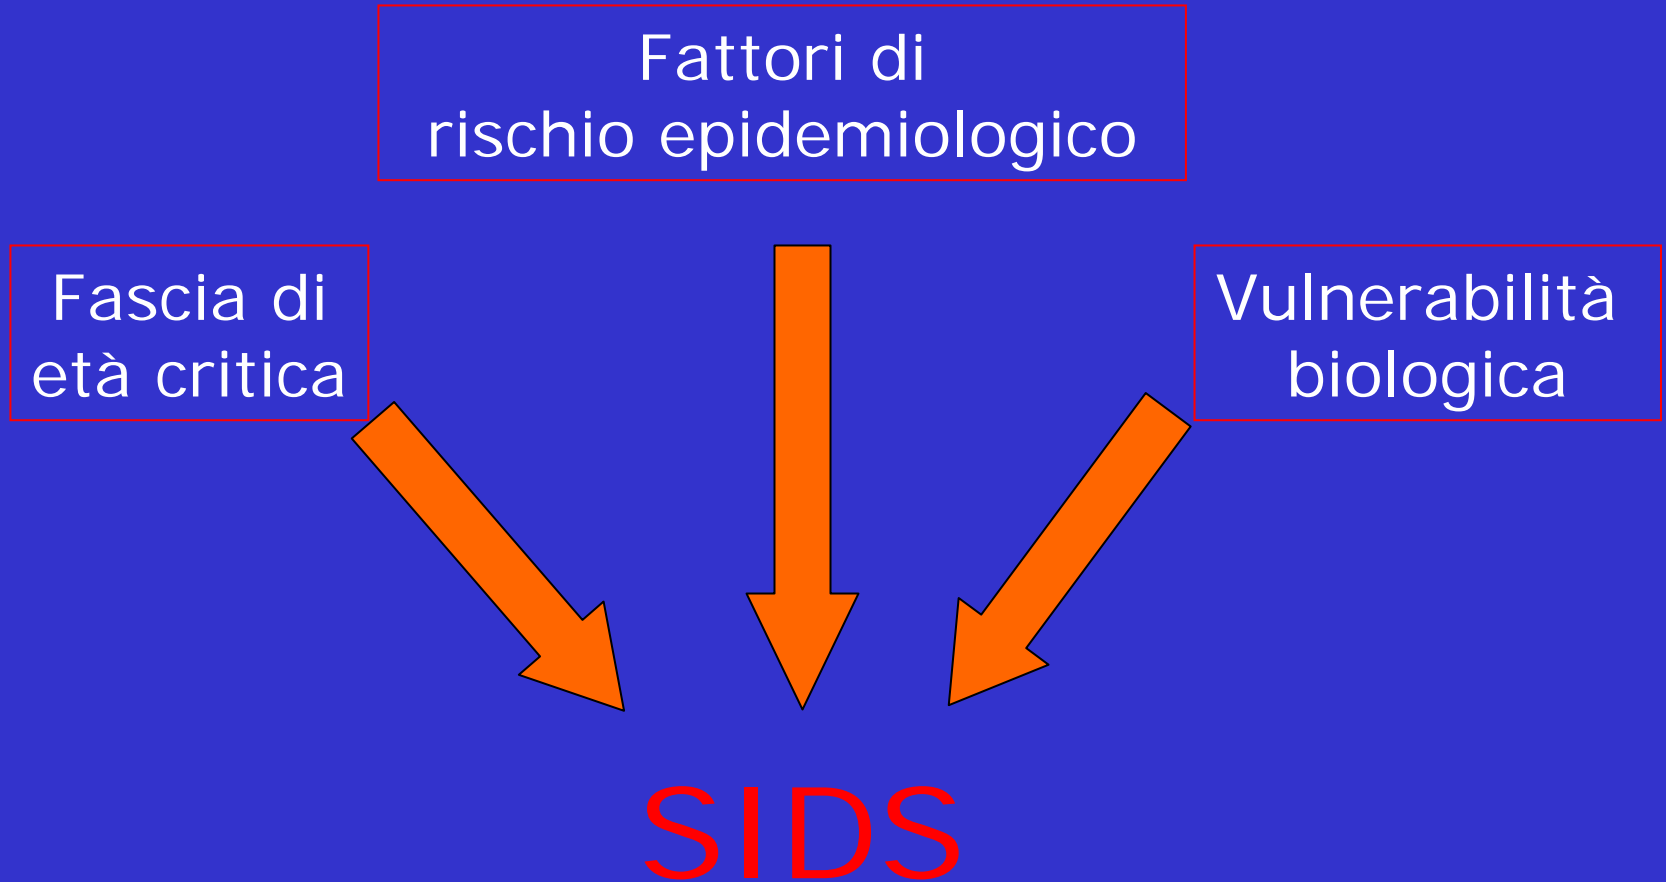 Fattori di
rischio epidemiologico
Fascia di
età critica
Vulnerabilità
biologica
SIDS